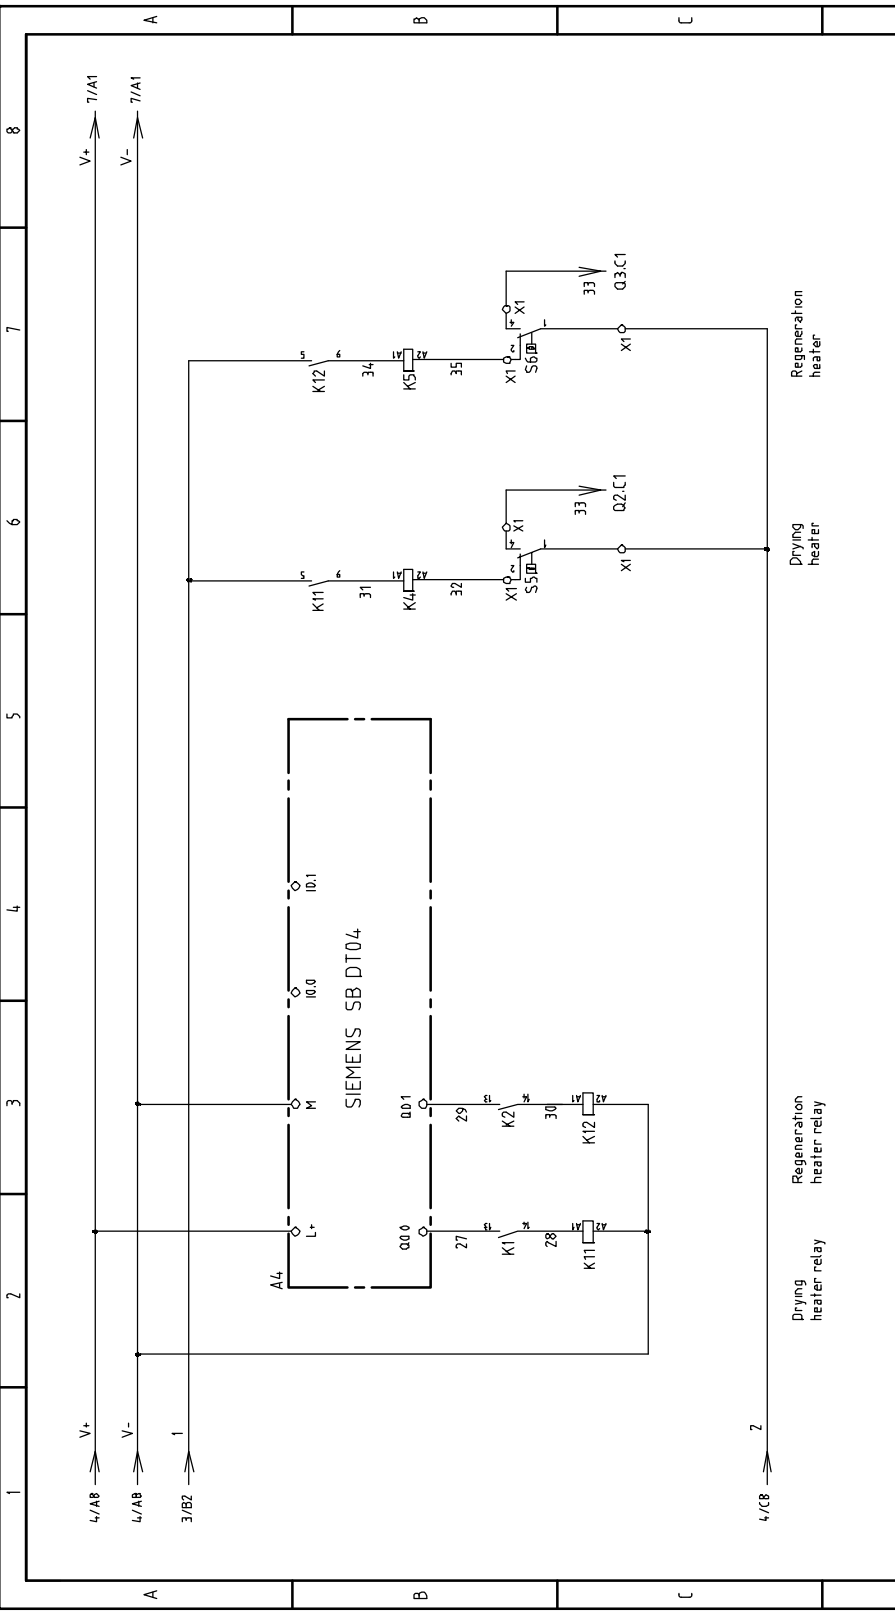 1 2 3 4 5 6 7 8
A
V+
4/A8
V+
7/A1
V-
4/A8
V-
7/A1
1
3/B2
A4
L+
M
I0.0
I0.1
SIEMENS SB DT04
Q0.0
Q0.1
B
27
13
K1
14
28
A1
K11
A2
29
13
K2
14
30
A1
K12
A2
5
K11
9
31
A1
K4
A2
32
X1
2
4
X1
S5
1
33
Q2.C1
X1
5
K12
9
34
A1
K5
A2
35
X1
2
4
X1
S6
1
33
Q3.C1
X1
C
2
4/C8
Drying
heater relay
Regeneration
heater relay
Drying
heater
Regeneration
heater
A
B
C